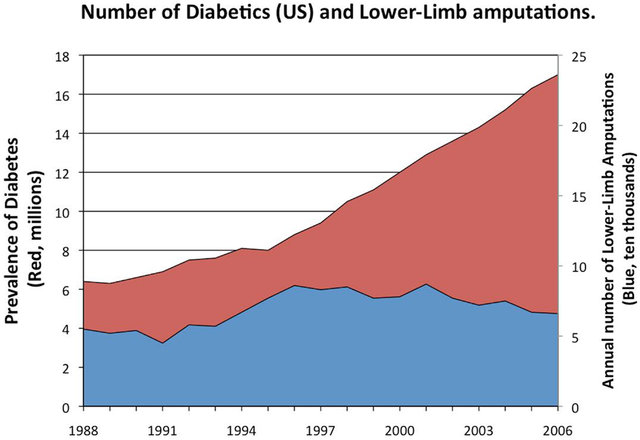 Number of Diabetics (US) and Lower-Limb amputations.
Prevalence of Diabetes
(Red, millions)
18
16
14
12
10
8
6
4
2
0
25
20
15
10
5
0
Annual number of Lower-Limb Amputations
(Blue, ten thousands)
1988 1991 1994 1997 2000 2003 2006